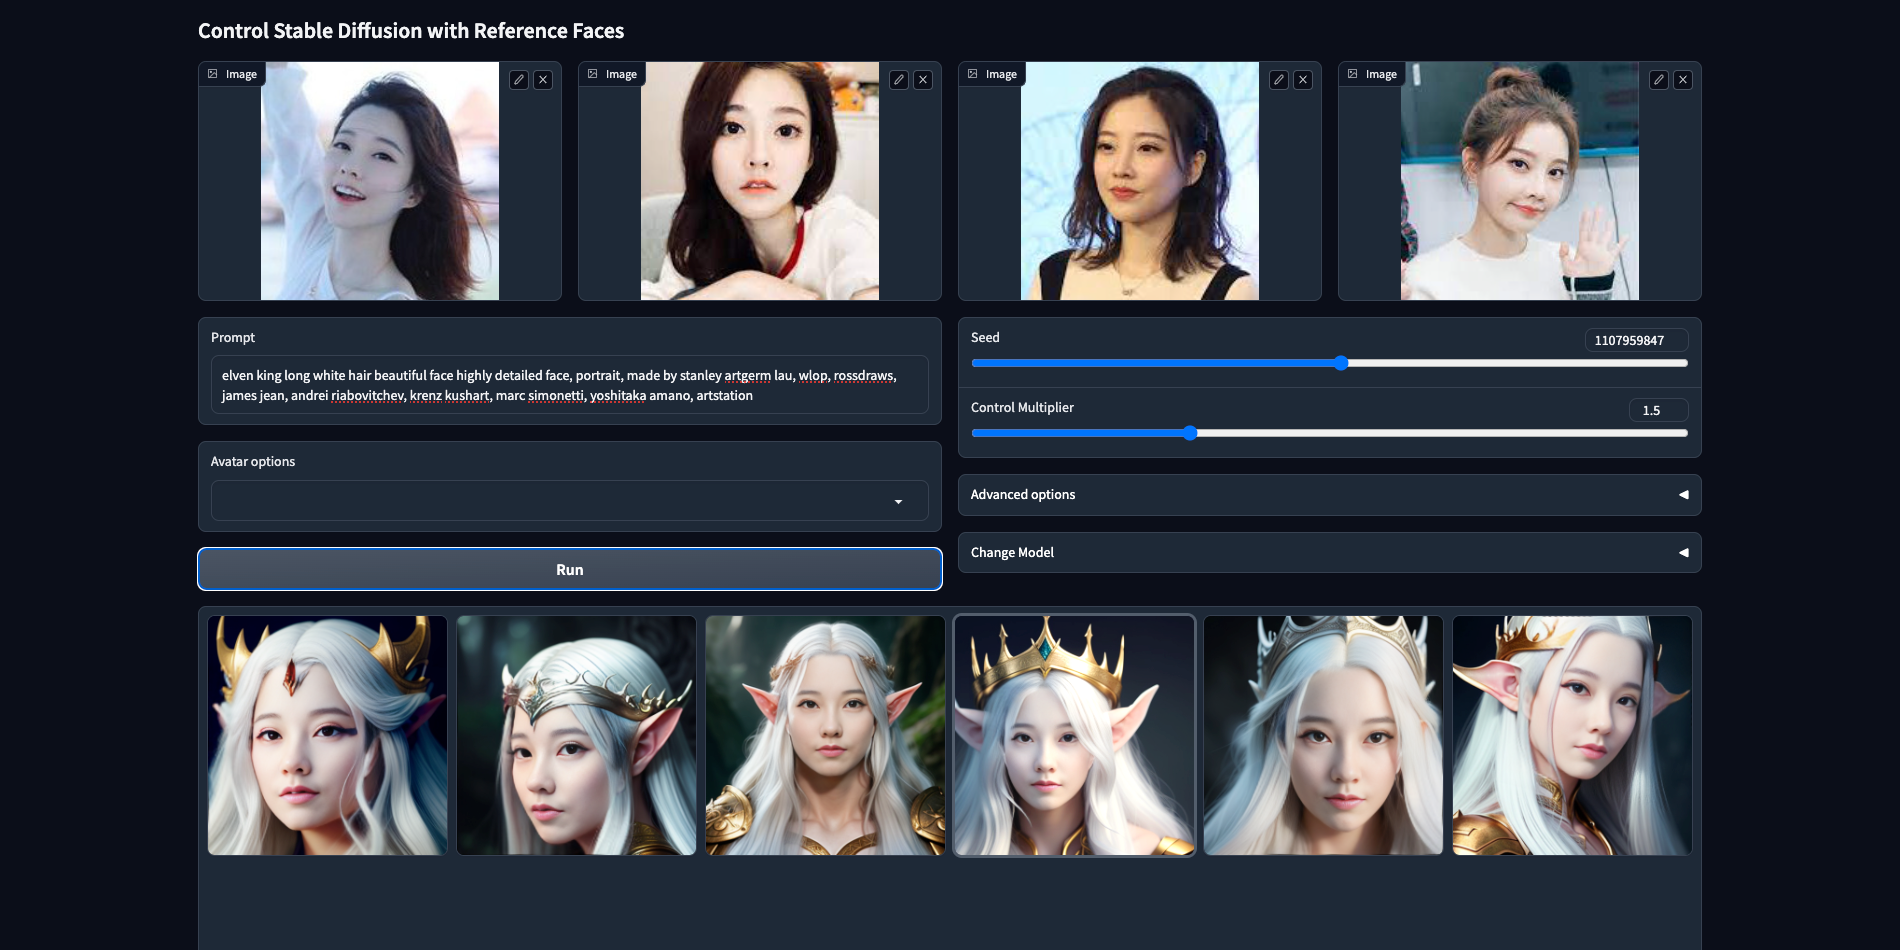 Control Stable Diffusion with Reference Faces
Image
Image
Image
Image
Prompt
elven king long white hair beautiful face highly detailed face, portrait, made by stanley artgerm lau, wlop, rossdraws,
james jean, andrei riabovitchev, krenz kushart, marc simonetti, yoshitaka amano, artstation
Seed
1107959847
Control Multiplier
1.5
Avatar options
Advanced options
Run
Change Model